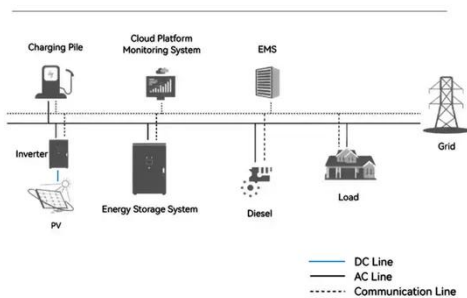 Charging Pile
Cloud Platform
Monitoring System
EMS
Grid
Inverter
PV
Energy Storage System
Diesel
Load
DC Line
AC Line
Communication Line